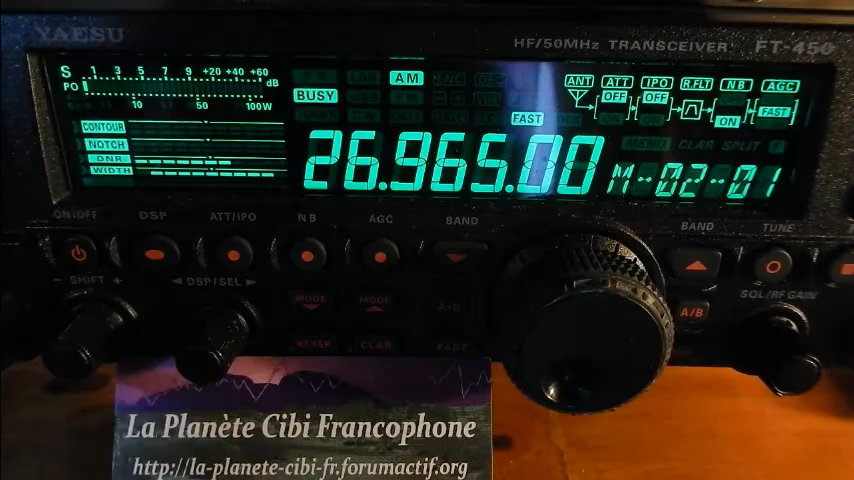 YAESU
HF/50MHz TRANSCEIVER FT-450
S 1 3 5 7 9 +20 +40 +60 dB
PO
10 50 100W
AM
BUSY
FAST
ANT ATT IPO R.FLT NB AGC
OFF OFF
ON FAST
CONTOUR
NOTCH
DNR
WIDTH
MENU CLAR SPLIT
26.965.00
M-02-01
ON/OFF DSP ATT/IPO NB AGC BAND BAND TUNE
- SHIFT + ◄ DSP/SEL ► MODE MODE A▸B A/B SQL/RF GAIN
KEYER CLAR FAST
La Planète Cibi Francophone
http://la-planete-cibi-fr.forumactif.org